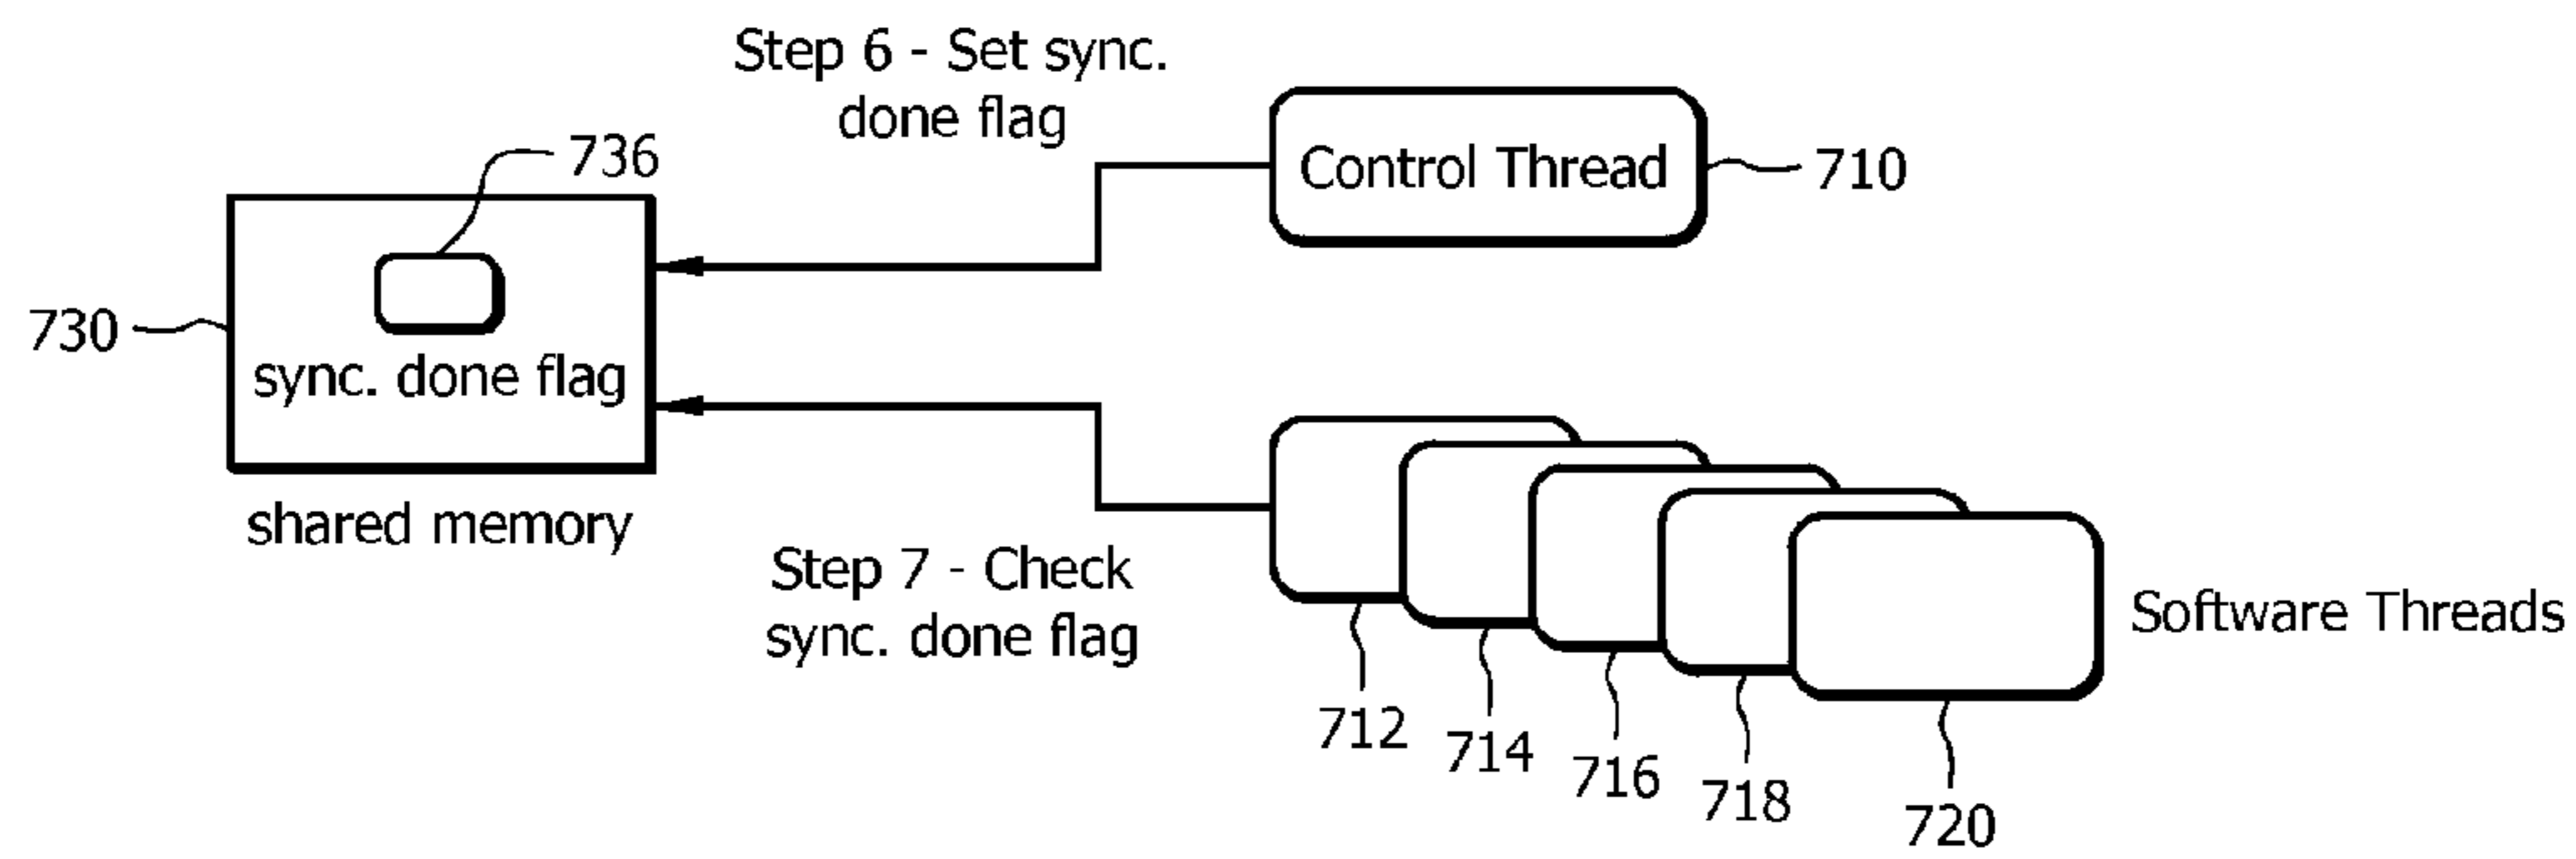 Step 6 - Set sync.
done flag
736
Control Thread
710
730
sync. done flag
shared memory
Step 7 - Check
sync. done flag
Software Threads
712
714
716
718
720